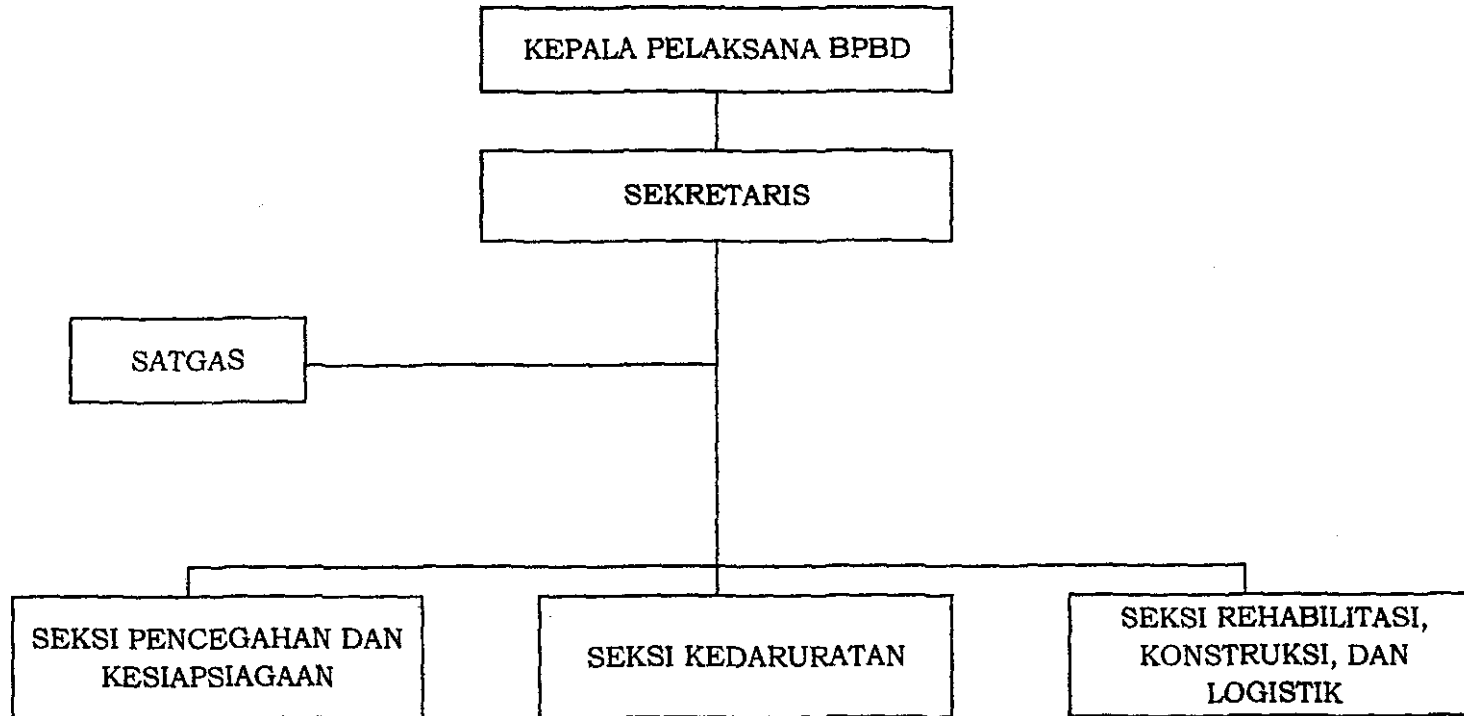 KEPALA PELAKSANA BPBD
SEKRETARIS
SATGAS
SEKSI PENCEGAHAN DAN
KESIAPSIAGAAN
SEKSI KEDARURATAN
SEKSI REHABILITASI,
KONSTRUKSI, DAN
LOGISTIK